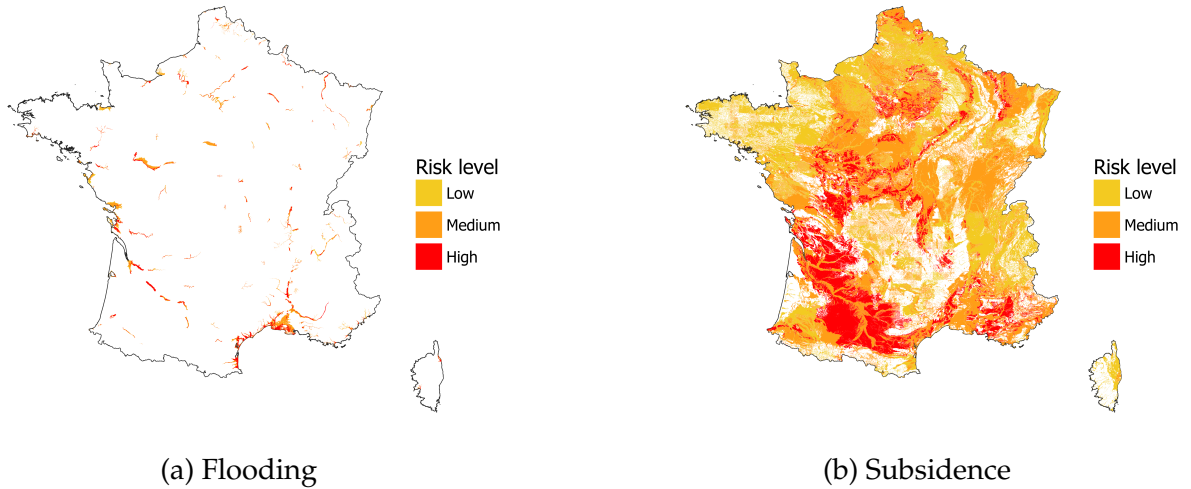 Risk level
Low
Medium
High
(a) Flooding
Risk level
Low
Medium
High
(b) Subsidence